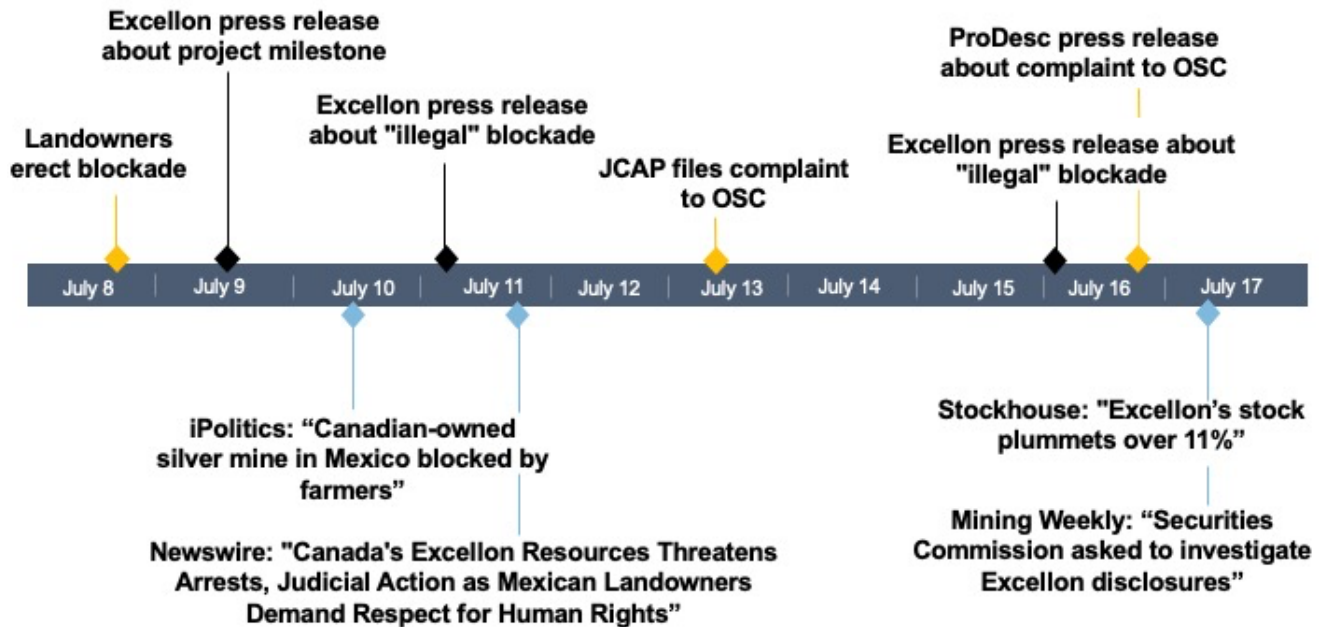 Excellon press release
about project milestone
ProDesc press release
about complaint to OSC
Excellon press release
about "illegal" blockade
Landowners
erect blockade
JCAP files complaint
to OSC
Excellon press release about
"illegal" blockade
July 8
July 9
July 10
July 11
July 12
July 13
July 14
July 15
July 16
July 17
iPolitics: “Canadian-owned
silver mine in Mexico blocked by
farmers”
Stockhouse: "Excellon’s stock
plummets over 11%”
Newswire: "Canada's Excellon Resources Threatens
Arrests, Judicial Action as Mexican Landowners
Demand Respect for Human Rights”
Mining Weekly: “Securities
Commission asked to investigate
Excellon disclosures”